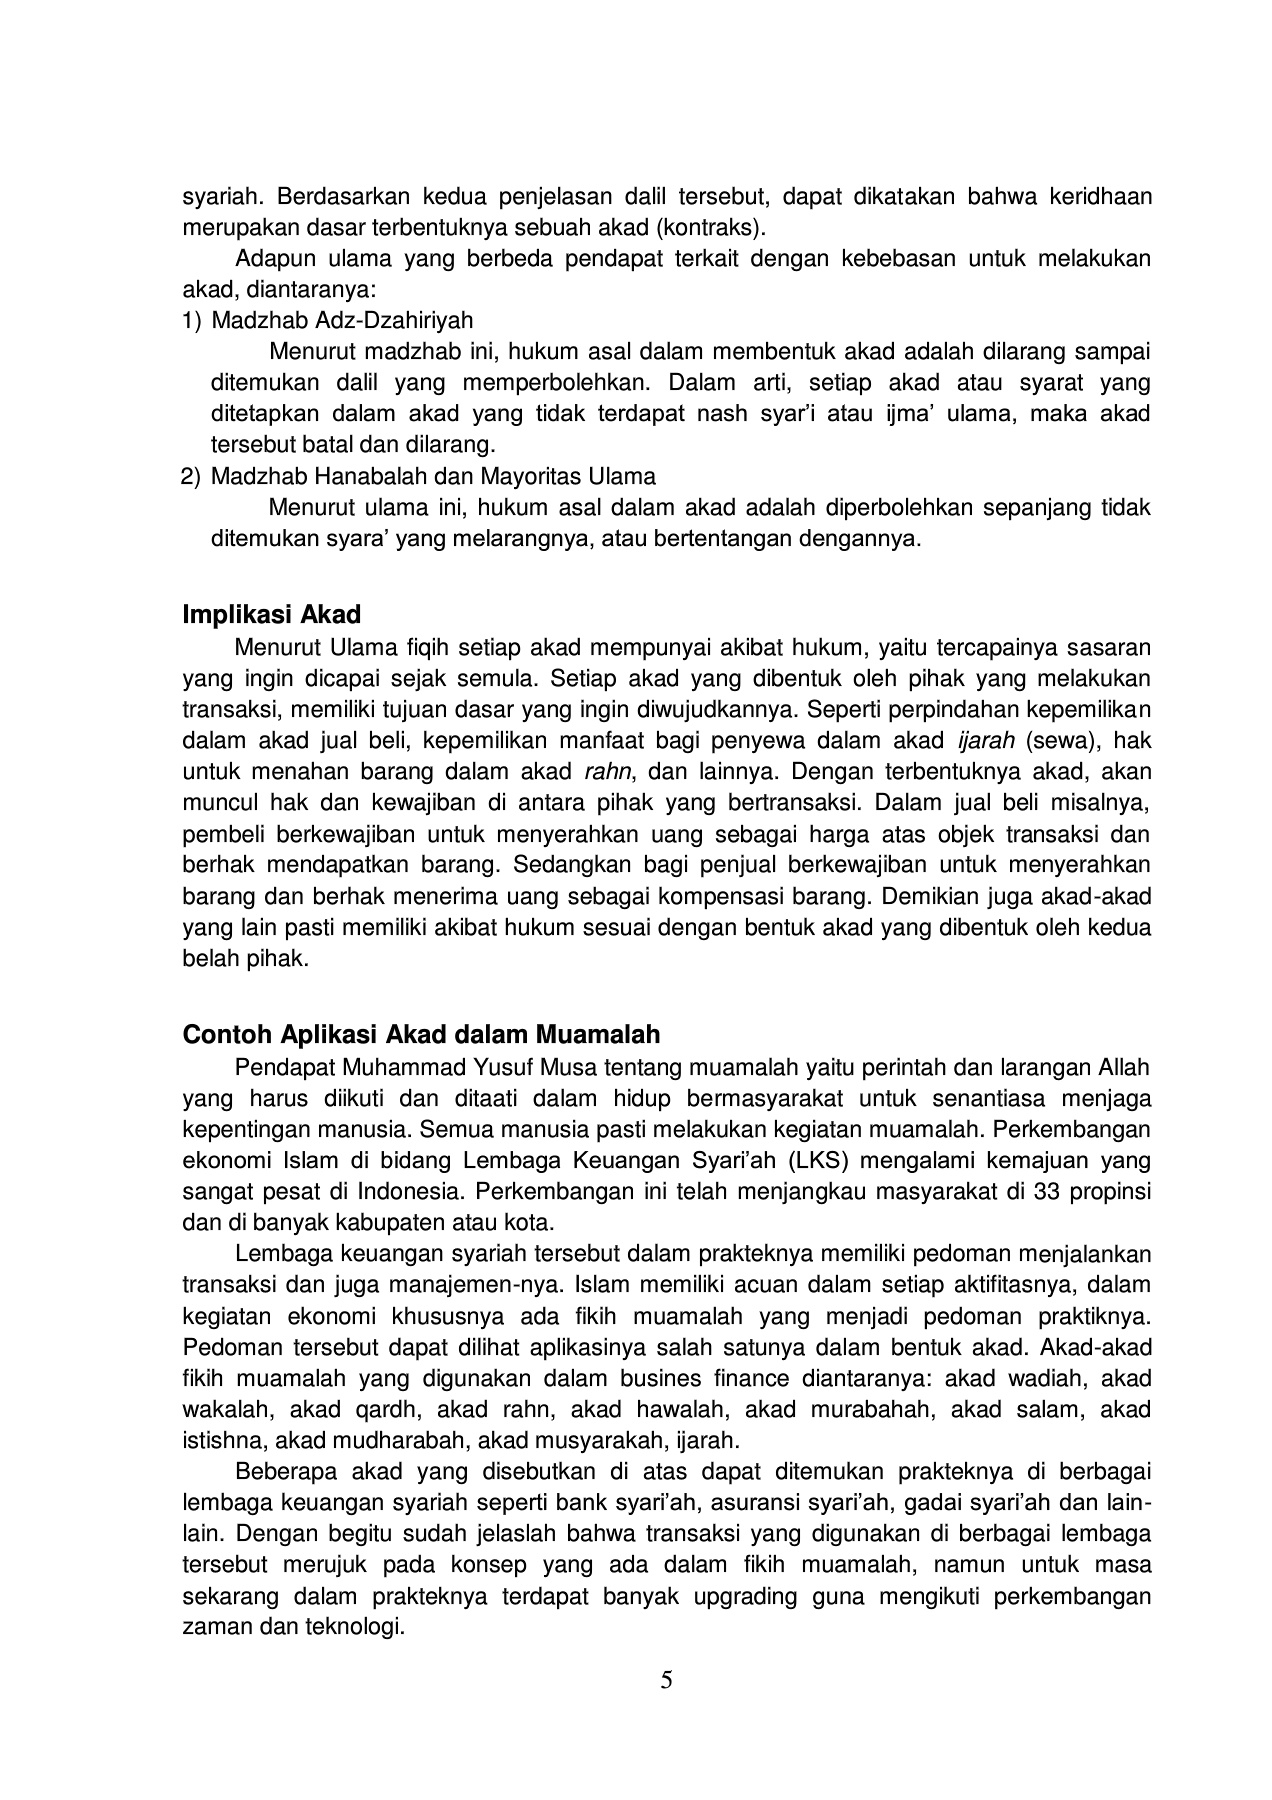 syariah. Berdasarkan kedua penjelasan dalil tersebut, dapat dikatakan bahwa keridhaan
merupakan dasar terbentuknya sebuah akad (kontraks).
Adapun ulama yang berbeda pendapat terkait dengan kebebasan untuk melakukan
akad, diantaranya:
1) Madzhab Adz-Dzahiriyah
Menurut madzhab ini, hukum asal dalam membentuk akad adalah dilarang sampai
ditemukan dalil yang memperbolehkan. Dalam arti, setiap akad atau syarat yang
ditetapkan dalam akad yang tidak terdapat nash syar’i atau ijma’ ulama, maka akad
tersebut batal dan dilarang.
2) Madzhab Hanabalah dan Mayoritas Ulama
Menurut ulama ini, hukum asal dalam akad adalah diperbolehkan sepanjang tidak
ditemukan syara’ yang melarangnya, atau bertentangan dengannya.
Implikasi Akad
Menurut Ulama fiqih setiap akad mempunyai akibat hukum, yaitu tercapainya sasaran
yang ingin dicapai sejak semula. Setiap akad yang dibentuk oleh pihak yang melakukan
transaksi, memiliki tujuan dasar yang ingin diwujudkannya. Seperti perpindahan kepemilikan
dalam akad jual beli, kepemilikan manfaat bagi penyewa dalam akad ijarah (sewa), hak
untuk menahan barang dalam akad rahn, dan lainnya. Dengan terbentuknya akad, akan
muncul hak dan kewajiban di antara pihak yang bertransaksi. Dalam jual beli misalnya,
pembeli berkewajiban untuk menyerahkan uang sebagai harga atas objek transaksi dan
berhak mendapatkan barang. Sedangkan bagi penjual berkewajiban untuk menyerahkan
barang dan berhak menerima uang sebagai kompensasi barang. Demikian juga akad-akad
yang lain pasti memiliki akibat hukum sesuai dengan bentuk akad yang dibentuk oleh kedua
belah pihak.
Contoh Aplikasi Akad dalam Muamalah
Pendapat Muhammad Yusuf Musa tentang muamalah yaitu perintah dan larangan Allah
yang harus diikuti dan ditaati dalam hidup bermasyarakat untuk senantiasa menjaga
kepentingan manusia. Semua manusia pasti melakukan kegiatan muamalah. Perkembangan
ekonomi Islam di bidang Lembaga Keuangan Syari’ah (LKS) mengalami kemajuan yang
sangat pesat di Indonesia. Perkembangan ini telah menjangkau masyarakat di 33 propinsi
dan di banyak kabupaten atau kota.
Lembaga keuangan syariah tersebut dalam prakteknya memiliki pedoman menjalankan
transaksi dan juga manajemen-nya. Islam memiliki acuan dalam setiap aktifitasnya, dalam
kegiatan ekonomi khususnya ada fikih muamalah yang menjadi pedoman praktiknya.
Pedoman tersebut dapat dilihat aplikasinya salah satunya dalam bentuk akad. Akad-akad
fikih muamalah yang digunakan dalam busines finance diantaranya: akad wadiah, akad
wakalah, akad qardh, akad rahn, akad hawalah, akad murabahah, akad salam, akad
istishna, akad mudharabah, akad musyarakah, ijarah.
Beberapa akad yang disebutkan di atas dapat ditemukan prakteknya di berbagai
lembaga keuangan syariah seperti bank syari’ah, asuransi syari’ah, gadai syari’ah dan lain-
lain. Dengan begitu sudah jelaslah bahwa transaksi yang digunakan di berbagai lembaga
tersebut merujuk pada konsep yang ada dalam fikih muamalah, namun untuk masa
sekarang dalam prakteknya terdapat banyak upgrading guna mengikuti perkembangan
zaman dan teknologi.
5